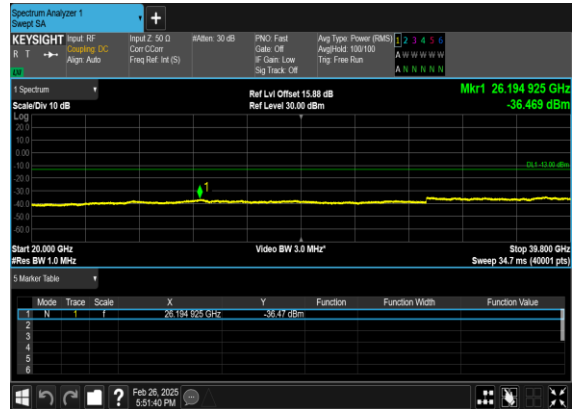 Spectrum Analyzer 1
Swept SA
+
KEYSIGHT Input: RF Input Z: 50 Ω #Atten: 30 dB PNO: Fast Avg Type: Power (RMS) 1 2 3 4 5 6
R T Coupling: DC Corr CCorr Gate: Off Avg|Hold: 100/100 A W W W W W
Align: Auto Freq Ref: Int (S) IF Gain: Low Trig: Free Run
Sig Track: Off A N N N N N
1 Spectrum Ref Lvl Offset 15.88 dB Mkr1 26.194 925 GHz
Scale/Div 10 dB Ref Level 30.00 dBm -36.469 dBm
Log
20.0
10.0
0.00
-10.0
DL1 -13.00 dBm
-20.0
-30.0
1
-40.0
-50.0
-60.0
Start 20.000 GHz Video BW 3.0 MHz* Stop 39.800 GHz
#Res BW 1.0 MHz Sweep 34.7 ms (40001 pts)
5 Marker Table
Mode Trace Scale X Y Function Function Width Function Value
1 N 1 f 26.194 925 GHz -36.47 dBm
2
3
4
5
6
? Feb 26, 2025
5:51:40 PM